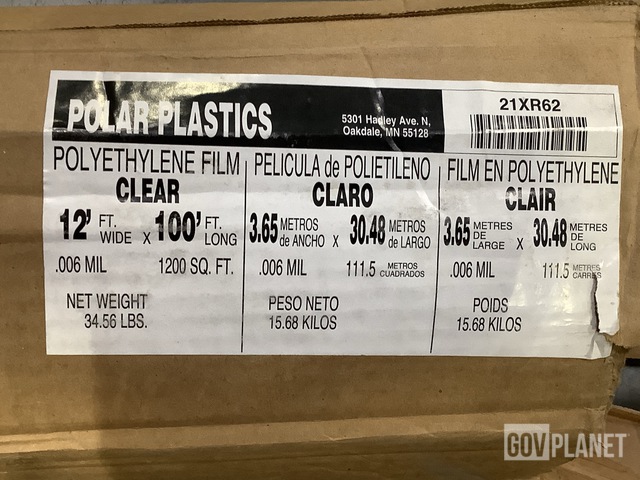 POLAR PLASTICS
5301 Hadley Ave. N,
Oakdale, MN 55128
21XR62
POLYETHYLENE FILM
CLEAR
12' FT. WIDE X 100' FT. LONG
.006 MIL 1200 SQ. FT.
NET WEIGHT
34.56 LBS.
PELICULA de POLIETILENO
CLARO
3.65 METROS de ANCHO X 30.48 METROS de LARGO
.006 MIL 111.5 METROS CUADRADOS
PESO NETO
15.68 KILOS
FILM EN POLYETHYLENE
CLAIR
3.65 METRES DE LARGE X 30.48 METRES DE LONG
.006 MIL 111.5 METRES CARRES
POIDS
15.68 KILOS
GOVPLANET